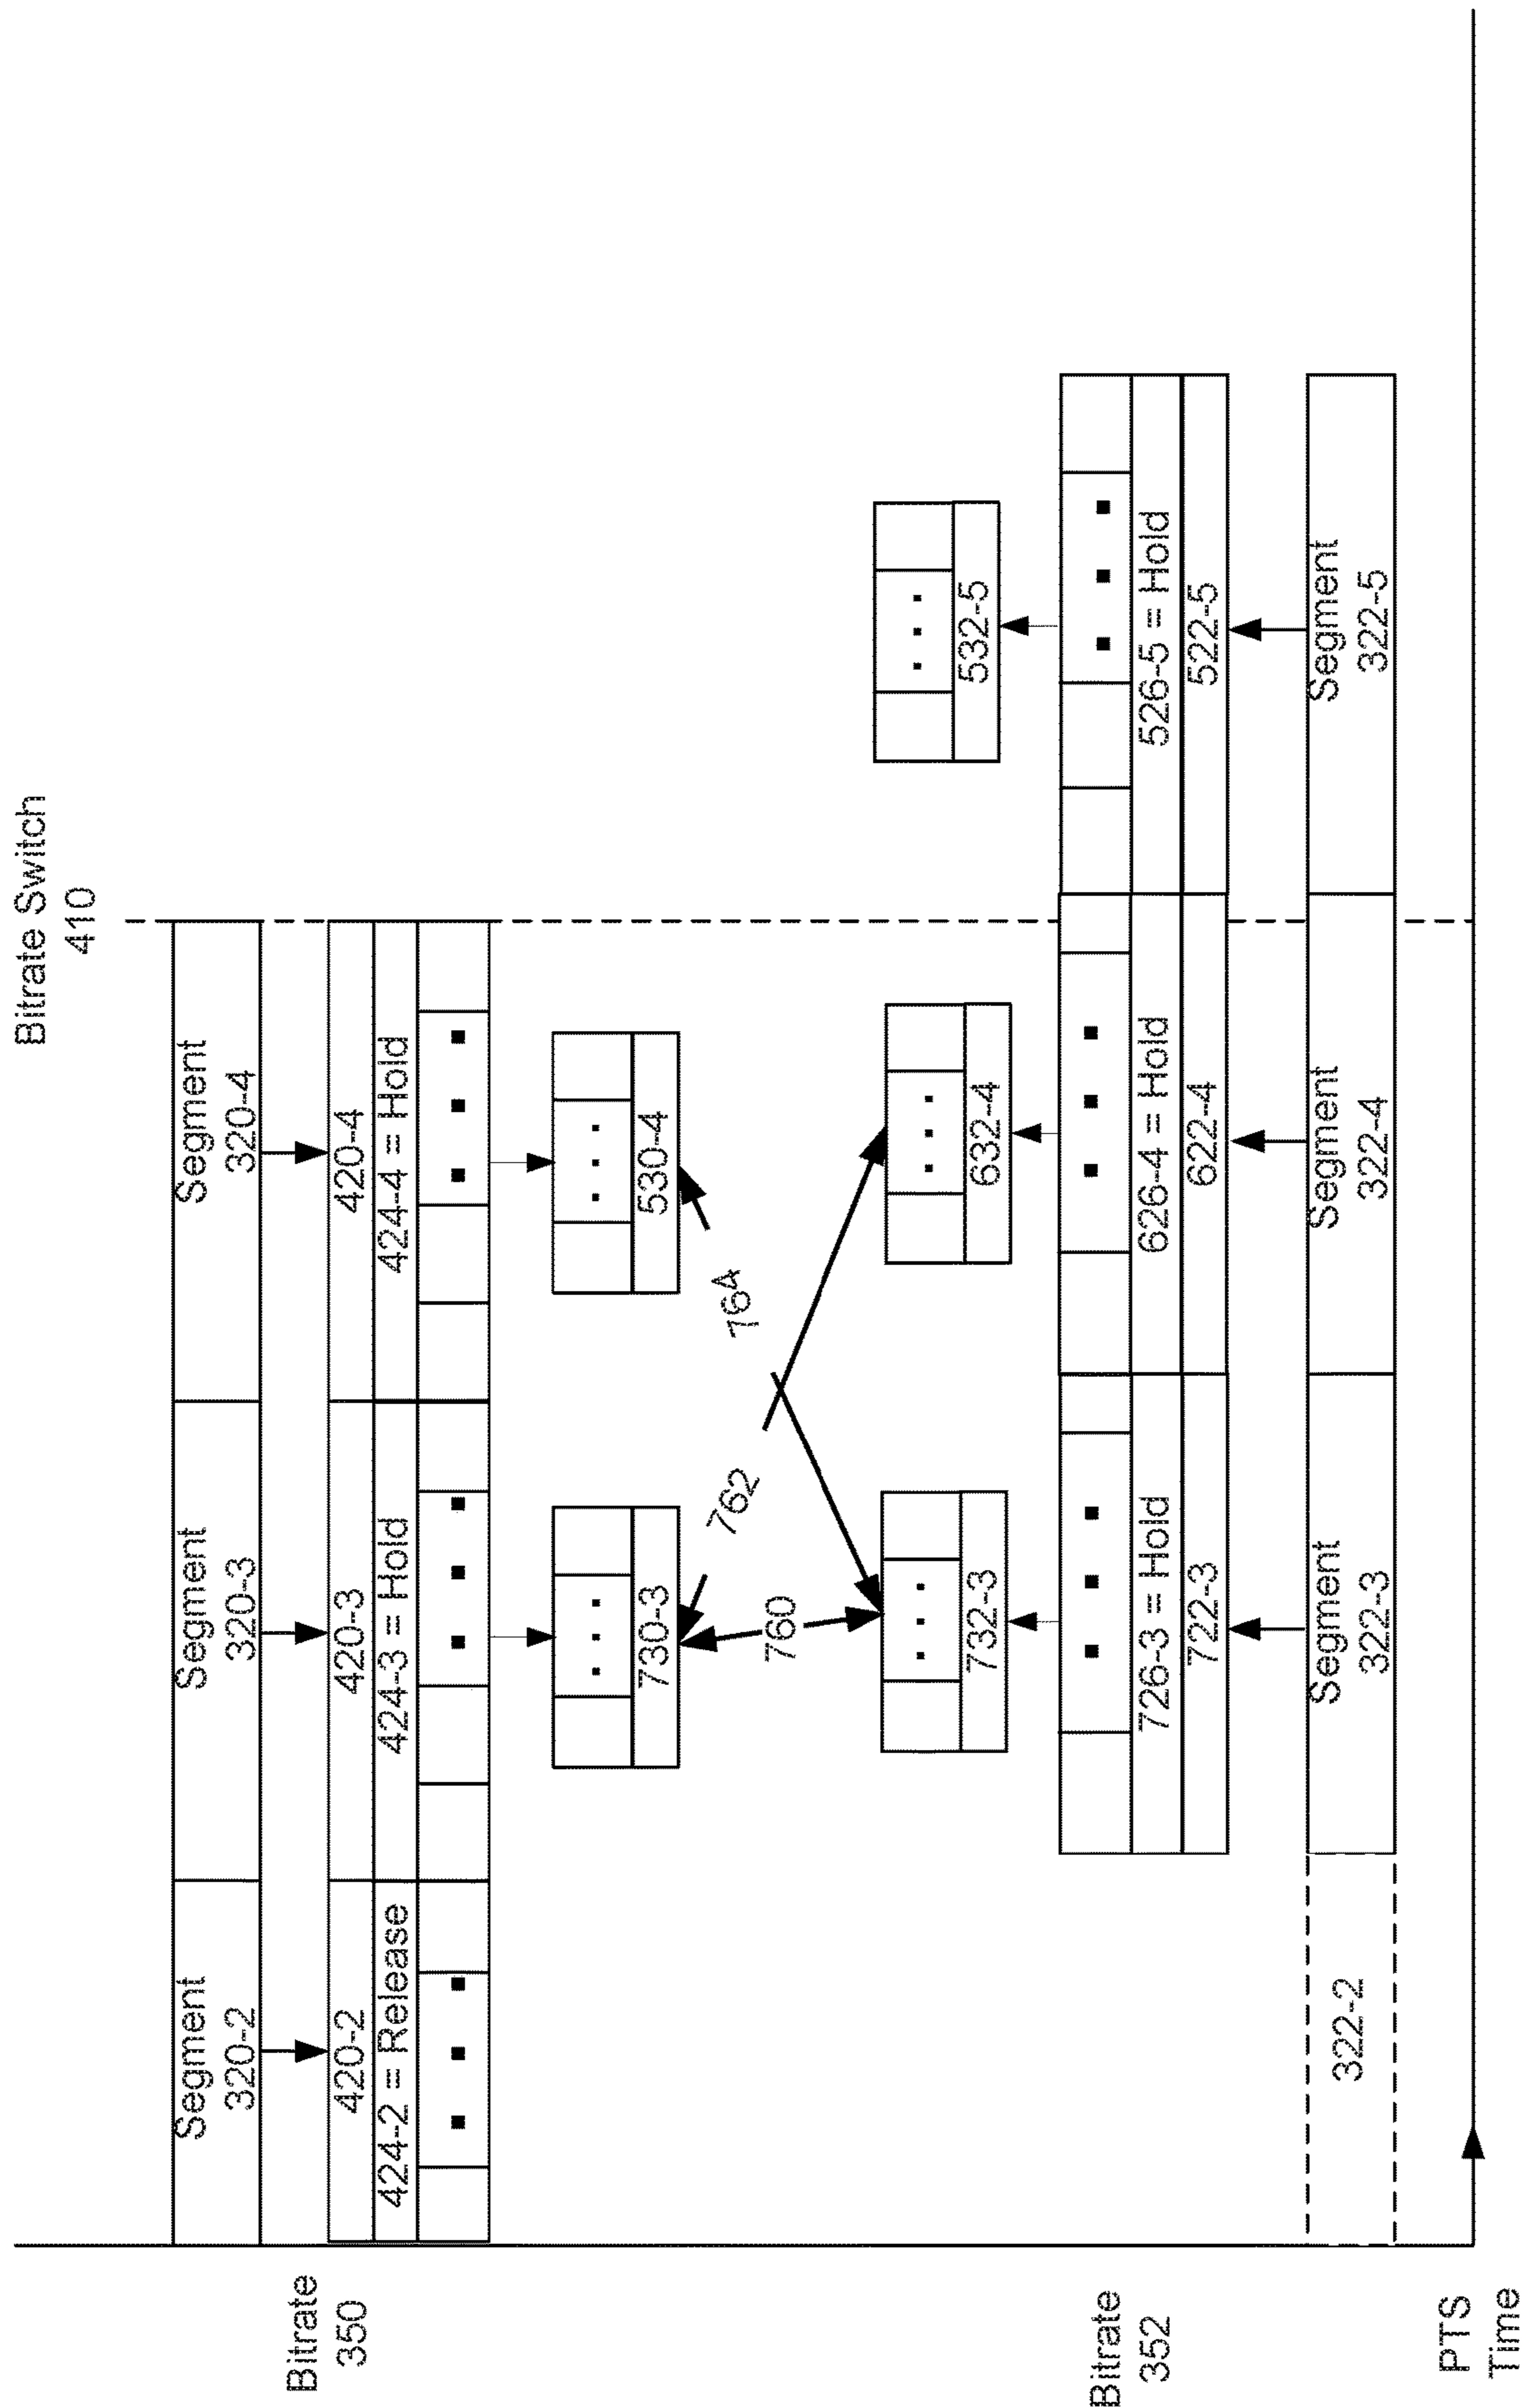 Bitrate Switch
410
Segment
320-2
Segment
320-3
Segment
320-4
Bitrate
350
420-2
420-3
420-4
424-2 = Release
424-3 = Hold
424-4 = Hold
730-3
530-4
762
764
760
732-3
632-4
532-5
Bitrate
352
726-3 = Hold
626-4 = Hold
526-5 = Hold
722-3
622-4
522-5
322-2
Segment
322-3
Segment
322-4
Segment
322-5
PTS
Time